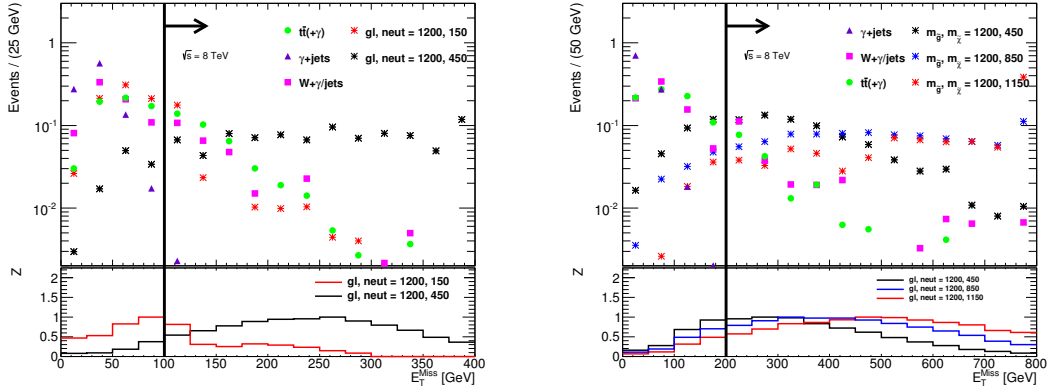 Events / (25 GeV)
1
10⁻¹
10⁻²
tt̄(+γ)
γ+jets
W+γ/jets
gl, neut = 1200, 150
gl, neut = 1200, 450
√s = 8 TeV
Z
2
1.5
1
0.5
0
gl, neut = 1200, 150
gl, neut = 1200, 450
0 50 100 150 200 250 300 350 400
E_T^Miss [GeV]
Events / (50 GeV)
1
10⁻¹
10⁻²
γ+jets
W+γ/jets
tt̄(+γ)
m_g̃, m_χ̃ = 1200, 450
m_g̃, m_χ̃ = 1200, 850
m_g̃, m_χ̃ = 1200, 1150
√s = 8 TeV
Z
2
1.5
1
0.5
0
gl, neut = 1200, 450
gl, neut = 1200, 850
gl, neut = 1200, 1150
0 100 200 300 400 500 600 700 800
E_T^Miss [GeV]